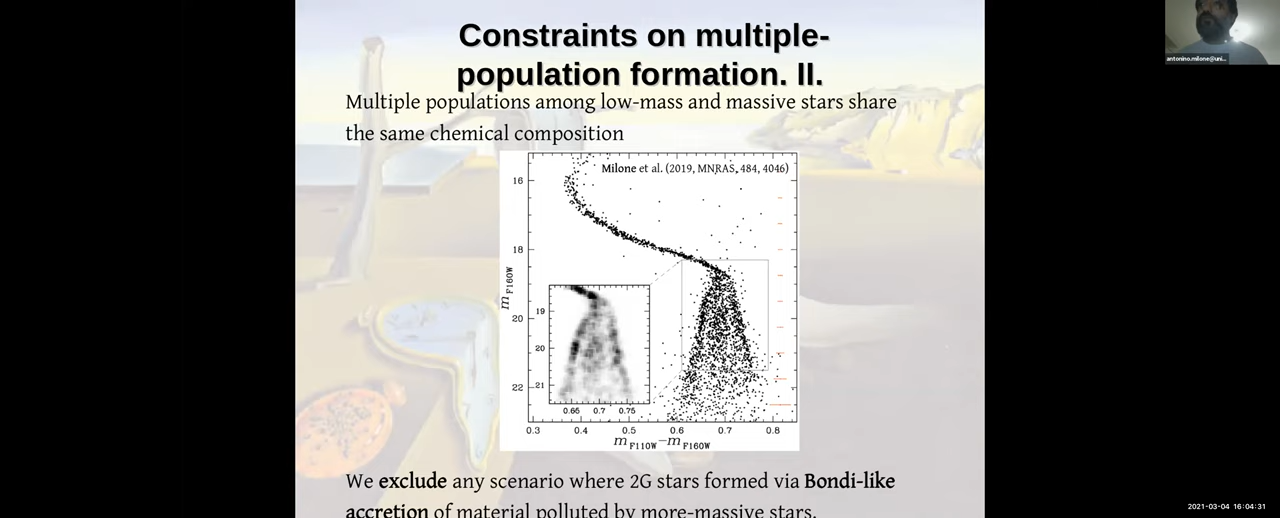 Constraints on multiple-
population formation. II.
Multiple populations among low-mass and massive stars share
the same chemical composition
Milone et al. (2019, MNRAS, 484, 4046)
16
18
20
22
m F160W
19
20
21
0.65 0.7 0.75
0.3 0.4 0.5 0.6 0.7 0.8
m F110W−m F160W
We exclude any scenario where 2G stars formed via Bondi-like
accretion of material polluted by more-massive stars.
antonino.milone@uni...
2021-03-04 16:04:31